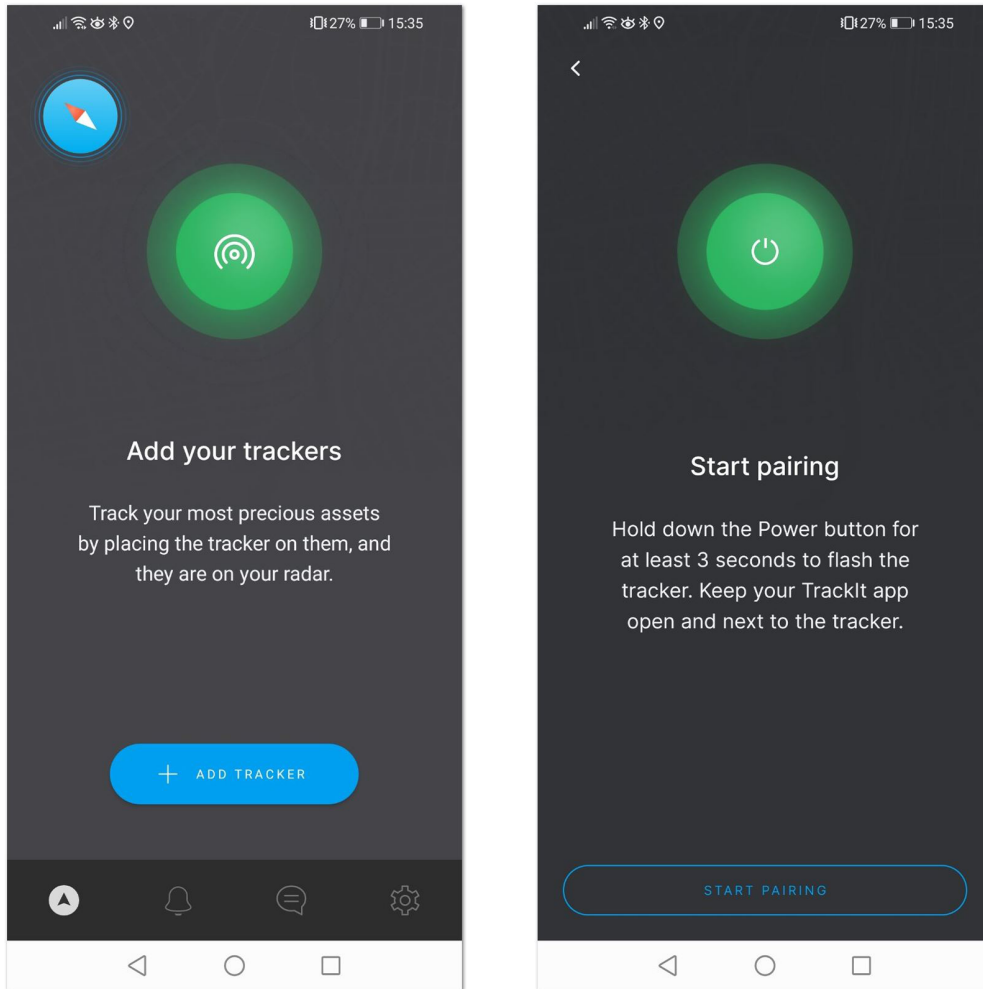 27% 15:35
Add your trackers
Track your most precious assets
by placing the tracker on them, and
they are on your radar.
ADD TRACKER
27% 15:35
Start pairing
Hold down the Power button for
at least 3 seconds to flash the
tracker. Keep your TrackIt app
open and next to the tracker.
START PAIRING